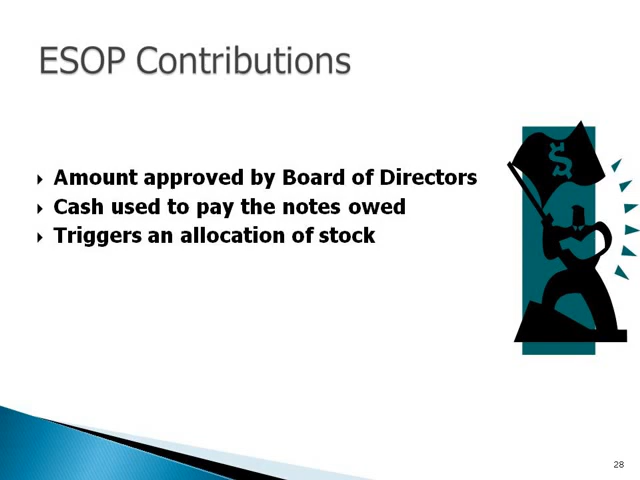 ESOP Contributions
Amount approved by Board of Directors
Cash used to pay the notes owed
Triggers an allocation of stock
$
28